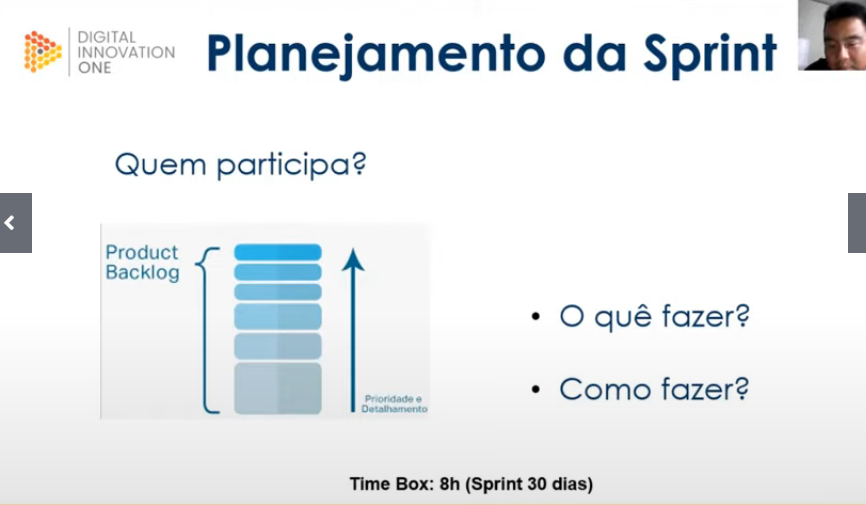 DIGITAL
INNOVATION
ONE
Planejamento da Sprint
Quem participa?
Product
Backlog
Prioridade e
Detalhamento
• O quê fazer?
• Como fazer?
Time Box: 8h (Sprint 30 dias)